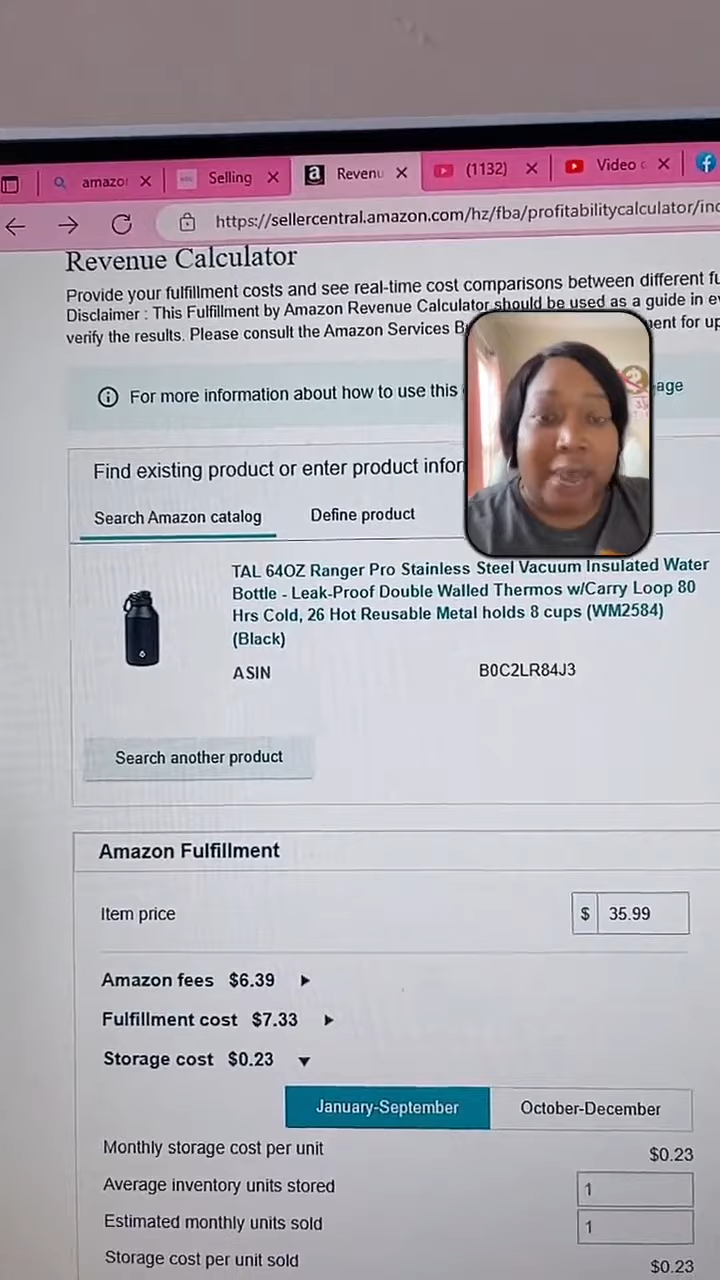 amazo
Selling
Revenu
(1132)
Video
https://sellercentral.amazon.com/hz/fba/profitabilitycalculator/inc
Revenue Calculator
Provide your fulfillment costs and see real-time cost comparisons between different fu
Disclaimer : This Fulfillment by Amazon Revenue Calculator should be used as a guide in e
verify the results. Please consult the Amazon Services B ent for up
For more information about how to use this age
Find existing product or enter product infor
Search Amazon catalog Define product
TAL 64OZ Ranger Pro Stainless Steel Vacuum Insulated Water
Bottle - Leak-Proof Double Walled Thermos w/Carry Loop 80
Hrs Cold, 26 Hot Reusable Metal holds 8 cups (WM2584)
(Black)
ASIN B0C2LR84J3
Search another product
Amazon Fulfillment
Item price $ 35.99
Amazon fees $6.39
Fulfillment cost $7.33
Storage cost $0.23
January-September October-December
Monthly storage cost per unit $0.23
Average inventory units stored 1
Estimated monthly units sold 1
Storage cost per unit sold $0.23